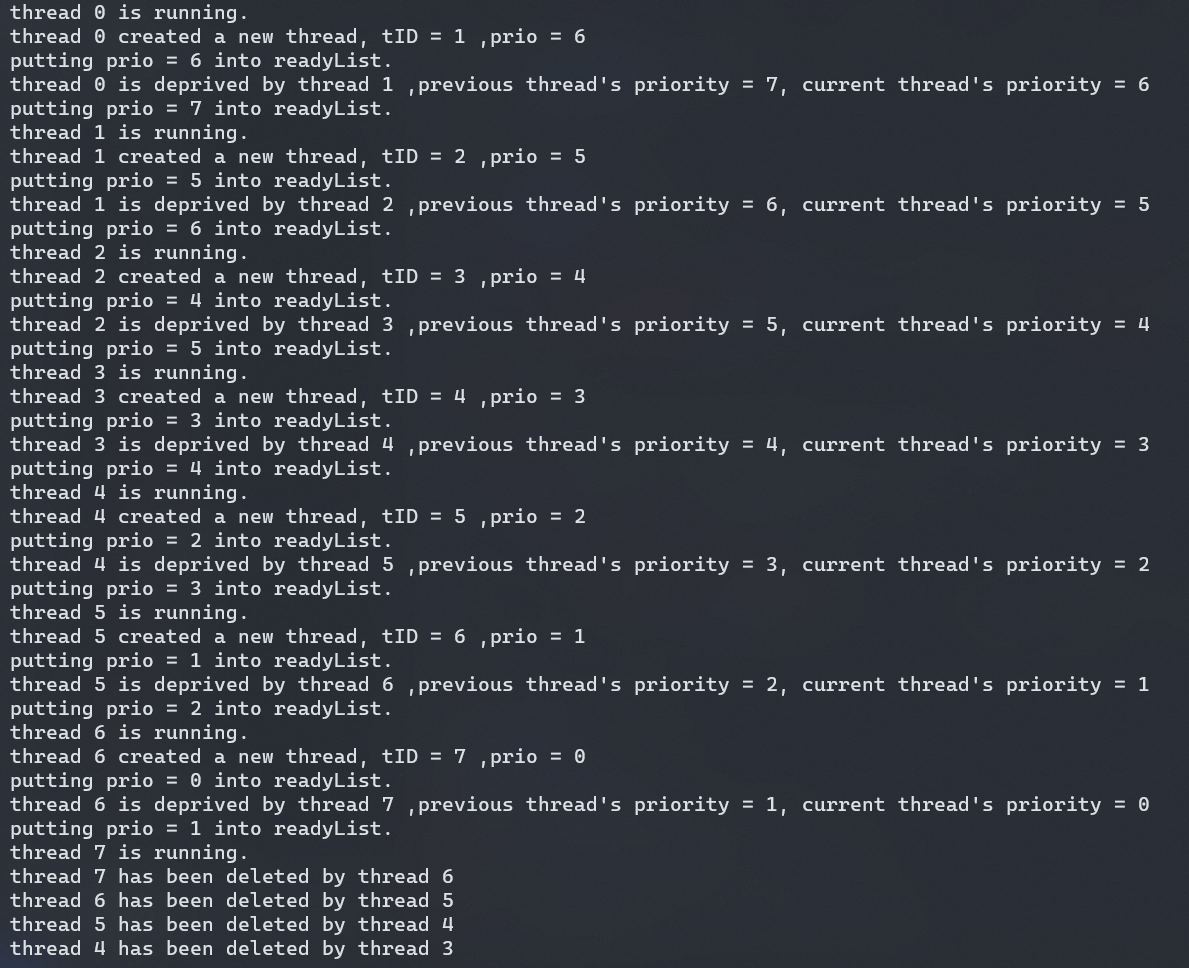 thread 0 is running.
thread 0 created a new thread, tID = 1 ,prio = 6
putting prio = 6 into readyList.
thread 0 is deprived by thread 1 ,previous thread's priority = 7, current thread's priority = 6
putting prio = 7 into readyList.
thread 1 is running.
thread 1 created a new thread, tID = 2 ,prio = 5
putting prio = 5 into readyList.
thread 1 is deprived by thread 2 ,previous thread's priority = 6, current thread's priority = 5
putting prio = 6 into readyList.
thread 2 is running.
thread 2 created a new thread, tID = 3 ,prio = 4
putting prio = 4 into readyList.
thread 2 is deprived by thread 3 ,previous thread's priority = 5, current thread's priority = 4
putting prio = 5 into readyList.
thread 3 is running.
thread 3 created a new thread, tID = 4 ,prio = 3
putting prio = 3 into readyList.
thread 3 is deprived by thread 4 ,previous thread's priority = 4, current thread's priority = 3
putting prio = 4 into readyList.
thread 4 is running.
thread 4 created a new thread, tID = 5 ,prio = 2
putting prio = 2 into readyList.
thread 4 is deprived by thread 5 ,previous thread's priority = 3, current thread's priority = 2
putting prio = 3 into readyList.
thread 5 is running.
thread 5 created a new thread, tID = 6 ,prio = 1
putting prio = 1 into readyList.
thread 5 is deprived by thread 6 ,previous thread's priority = 2, current thread's priority = 1
putting prio = 2 into readyList.
thread 6 is running.
thread 6 created a new thread, tID = 7 ,prio = 0
putting prio = 0 into readyList.
thread 6 is deprived by thread 7 ,previous thread's priority = 1, current thread's priority = 0
putting prio = 1 into readyList.
thread 7 is running.
thread 7 has been deleted by thread 6
thread 6 has been deleted by thread 5
thread 5 has been deleted by thread 4
thread 4 has been deleted by thread 3